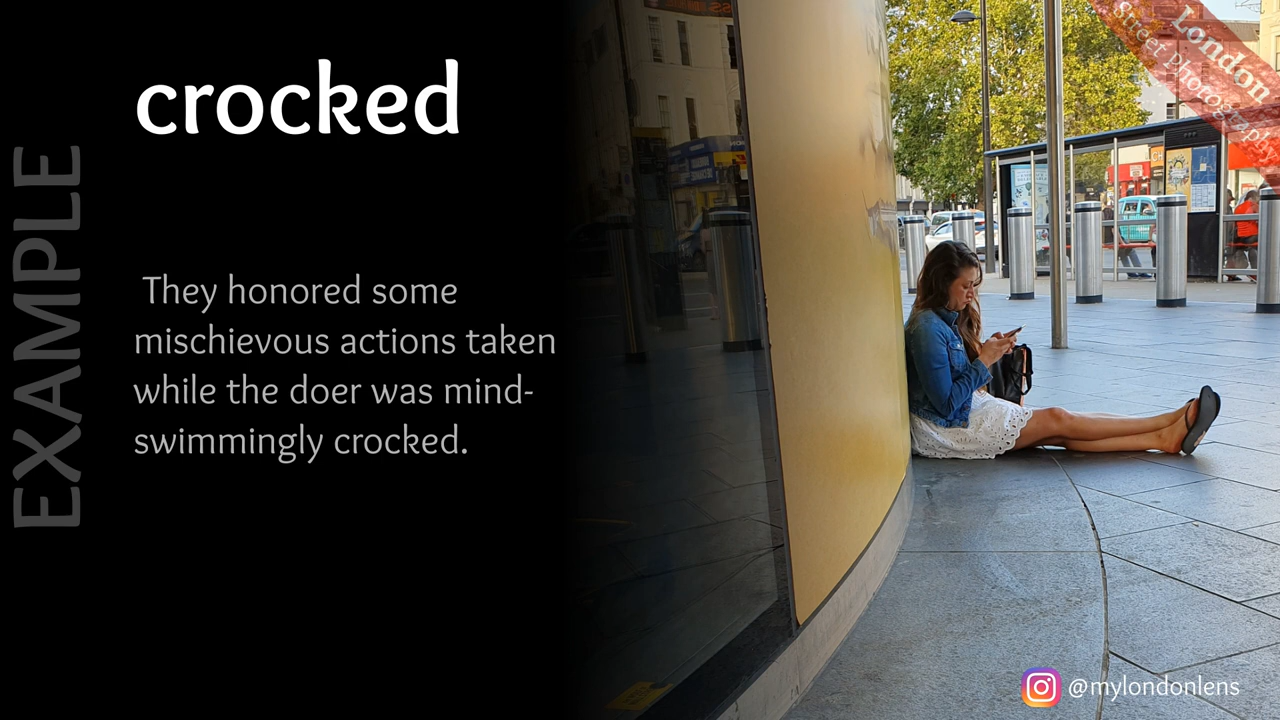 crocked
EXAMPLE
They honored some
mischievous actions taken
while the doer was mind-
swimmingly crocked.
London
Street Photography
@mylondonlens